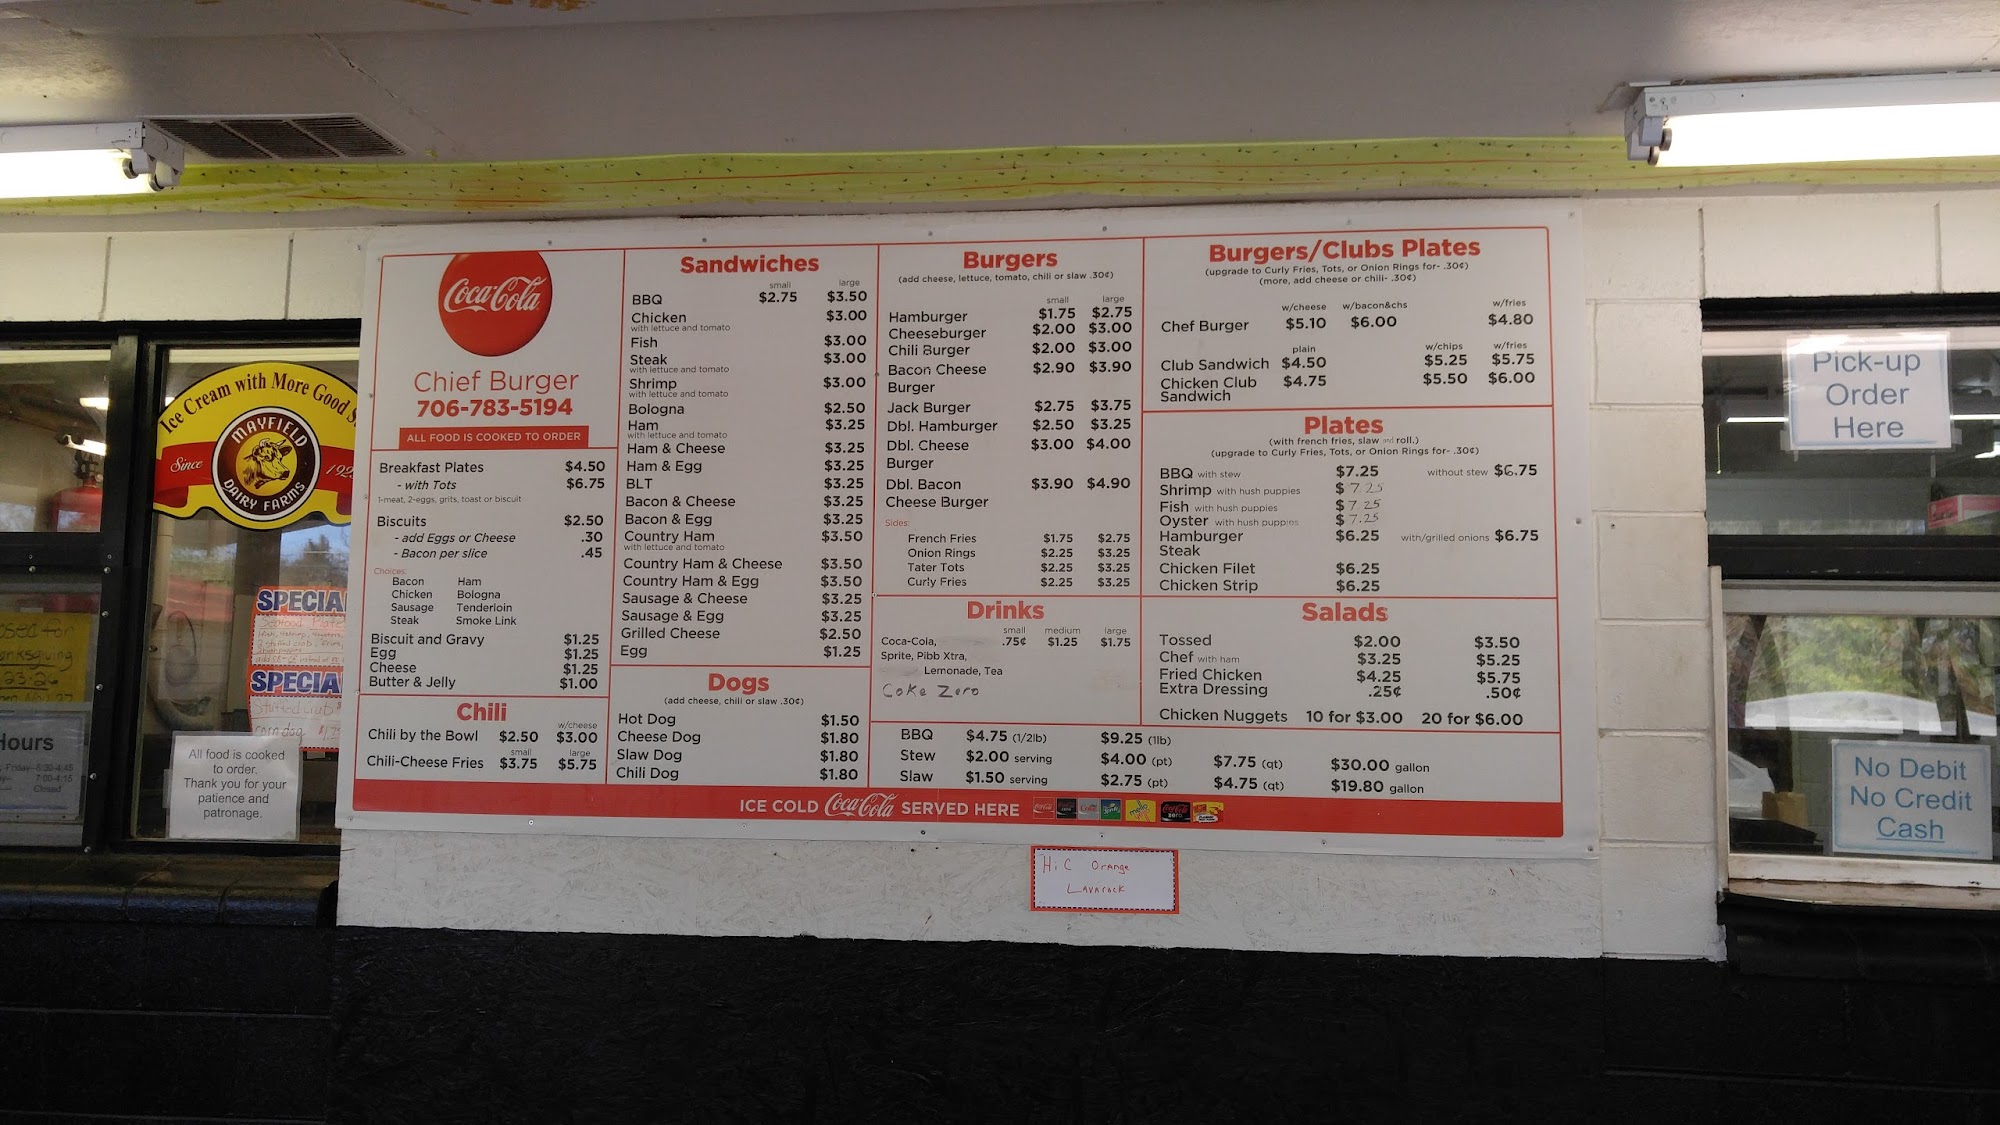 Ice Cream with More Good
MAYFIELD
DAIRY FARMS
Since
SPECIA
SPECIA
Stuffed Crab
corn dog
All food is cooked
to order.
Thank you for your
patience and
patronage.
Hours
Closed
Coca-Cola
Chief Burger
706-783-5194
ALL FOOD IS COOKED TO ORDER
Breakfast Plates $4.50
- with Tots $6.75
1-meat, 2-eggs, grits, toast or biscuit
Biscuits $2.50
- add Eggs or Cheese .30
- Bacon per slice .45
Choices:
Bacon Ham
Chicken Bologna
Sausage Tenderloin
Steak Smoke Link
Biscuit and Gravy $1.25
Egg $1.25
Cheese $1.25
Butter & Jelly $1.00
Chili
w/cheese
Chili by the Bowl $2.50 $3.00
small large
Chili-Cheese Fries $3.75 $5.75
Sandwiches
small large
BBQ $2.75 $3.50
Chicken $3.00
with lettuce and tomato
Fish $3.00
Steak $3.00
with lettuce and tomato
Shrimp $3.00
with lettuce and tomato
Bologna $2.50
Ham $3.25
with lettuce and tomato
Ham & Cheese $3.25
Ham & Egg $3.25
BLT $3.25
Bacon & Cheese $3.25
Bacon & Egg $3.25
Country Ham $3.50
with lettuce and tomato
Country Ham & Cheese $3.50
Country Ham & Egg $3.50
Sausage & Cheese $3.25
Sausage & Egg $3.25
Grilled Cheese $2.50
Egg $1.25
Dogs
(add cheese, chili or slaw .30¢)
Hot Dog $1.50
Cheese Dog $1.80
Slaw Dog $1.80
Chili Dog $1.80
Burgers
(add cheese, lettuce, tomato, chili or slaw .30¢)
small large
Hamburger $1.75 $2.75
Cheeseburger $2.00 $3.00
Chili Burger $2.00 $3.00
Bacon Cheese $2.90 $3.90
Burger
Jack Burger $2.75 $3.75
Dbl. Hamburger $2.50 $3.25
Dbl. Cheese $3.00 $4.00
Burger
Dbl. Bacon $3.90 $4.90
Cheese Burger
Sides:
French Fries $1.75 $2.75
Onion Rings $2.25 $3.25
Tater Tots $2.25 $3.25
Curly Fries $2.25 $3.25
Drinks
small medium large
Coca-Cola, .75¢ $1.25 $1.75
Sprite, Pibb Xtra,
Lemonade, Tea
Coke Zero
Burgers/Clubs Plates
(upgrade to Curly Fries, Tots, or Onion Rings for- .30¢)
(more, add cheese or chili- .30¢)
w/cheese w/bacon&chs w/fries
Chef Burger $5.10 $6.00 $4.80
plain w/chips w/fries
Club Sandwich $4.50 $5.25 $5.75
Chicken Club $4.75 $5.50 $6.00
Sandwich
Plates
(with french fries, slaw and roll.)
(upgrade to Curly Fries, Tots, or Onion Rings for- .30¢)
BBQ with stew $7.25 without stew $6.75
Shrimp with hush puppies $7.25
Fish with hush puppies $7.25
Oyster with hush puppies $7.25
Hamburger $6.25 with/grilled onions $6.75
Steak
Chicken Filet $6.25
Chicken Strip $6.25
Salads
Tossed $2.00 $3.50
Chef with ham $3.25 $5.25
Fried Chicken $4.25 $5.75
Extra Dressing .25¢ .50¢
Chicken Nuggets 10 for $3.00 20 for $6.00
BBQ $4.75 (1/2lb) $9.25 (1lb)
Stew $2.00 serving $4.00 (pt) $7.75 (qt) $30.00 gallon
Slaw $1.50 serving $2.75 (pt) $4.75 (qt) $19.80 gallon
ICE COLD Coca-Cola SERVED HERE
Hi C Orange
Lavarock
Pick-up
Order
Here
No Debit
No Credit
Cash